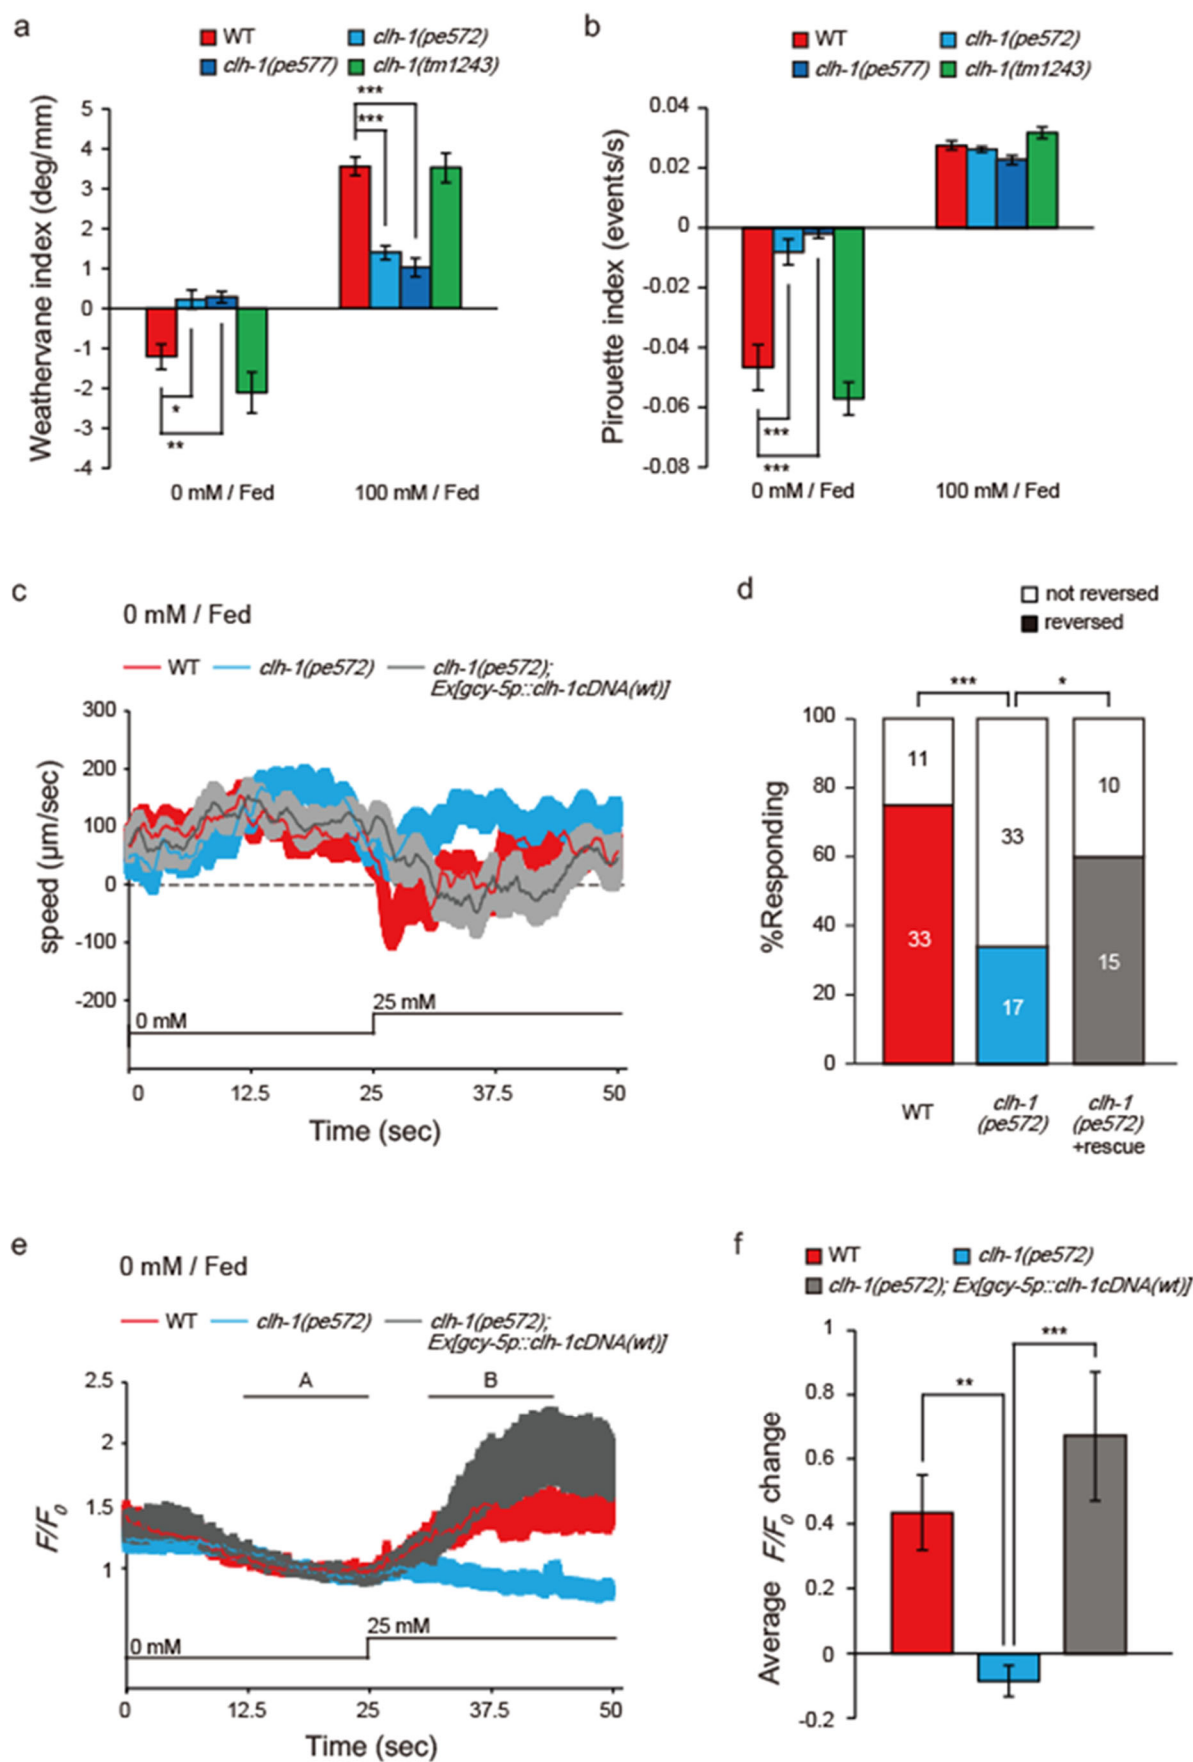 a
WT
clh-1(pe572)
clh-1(pe577)
clh-1(tm1243)
Weathervane index (deg/mm)
5
4
3
2
1
0
-1
-2
-3
-4
***
***
*
**
0 mM / Fed
100 mM / Fed
b
WT
clh-1(pe572)
clh-1(pe577)
clh-1(tm1243)
Pirouette index (events/s)
0.04
0.02
0
-0.02
-0.04
-0.06
-0.08
***
***
0 mM / Fed
100 mM / Fed
c
0 mM / Fed
WT
clh-1(pe572)
clh-1(pe572);
Ex[gcy-5p::clh-1cDNA(wt)]
speed (µm/sec)
300
200
100
0
-100
-200
0 mM
25 mM
0
12.5
25
37.5
50
Time (sec)
d
not reversed
reversed
***
*
%Responding
100
80
60
40
20
0
11
33
33
17
10
15
WT
clh-1
(pe572)
clh-1
(pe572)
+rescue
e
0 mM / Fed
WT
clh-1(pe572)
clh-1(pe572);
Ex[gcy-5p::clh-1cDNA(wt)]
A
B
F/F0
2.5
2
1.5
1
0 mM
25 mM
0
12.5
25
37.5
50
Time (sec)
f
WT
clh-1(pe572)
clh-1(pe572); Ex[gcy-5p::clh-1cDNA(wt)]
Average F/F0 change
1
0.8
0.6
0.4
0.2
0
-0.2
**
***